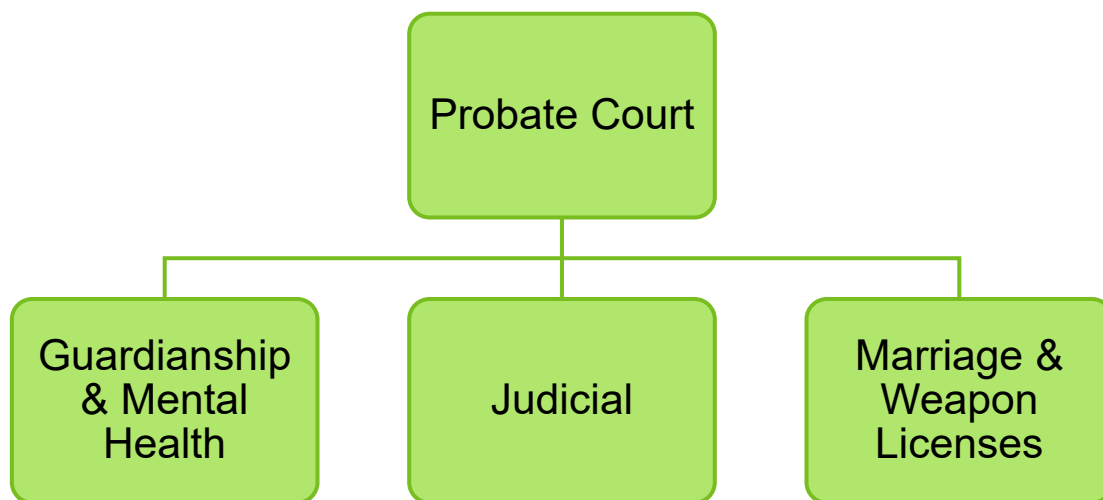 Probate Court
Guardianship
& Mental
Health
Judicial
Marriage &
Weapon
Licenses